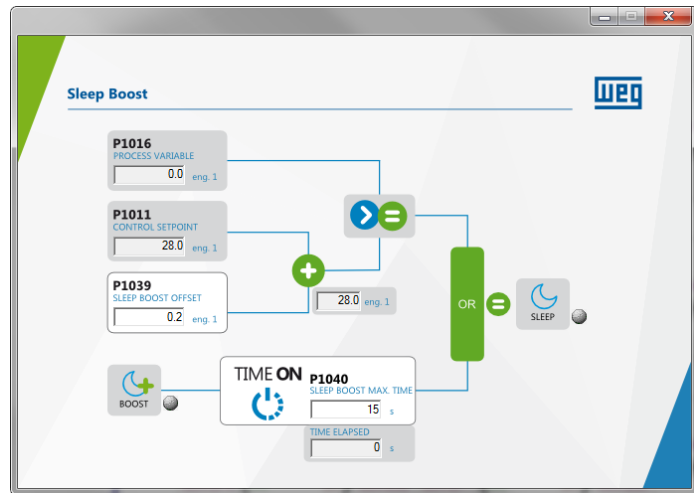 Sleep Boost
WEG
P1016
PROCESS VARIABLE
0.0 eng. 1
P1011
CONTROL SETPOINT
28.0 eng. 1
P1039
SLEEP BOOST OFFSET
0.2 eng. 1
28.0 eng. 1
OR
SLEEP
BOOST
TIME ON
P1040
SLEEP BOOST MAX. TIME
15 s
TIME ELAPSED
0 s